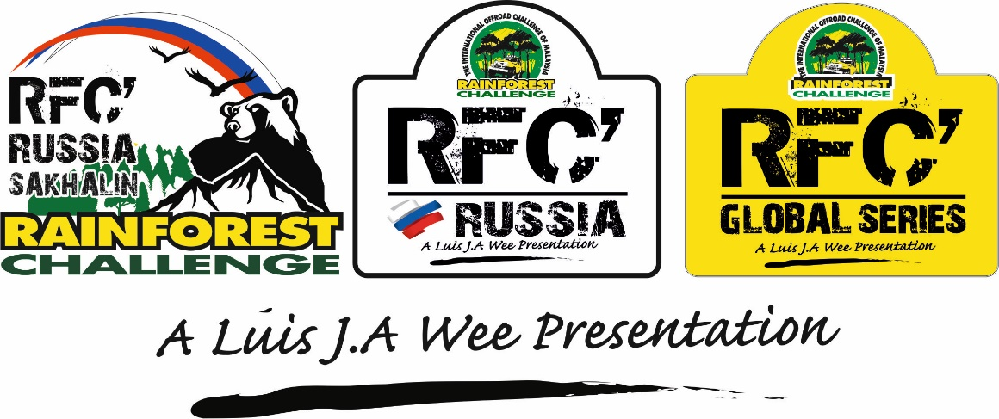 RFC'
RUSSIA
SAKHALIN
RAINFOREST
CHALLENGE
THE INTERNATIONAL OFFROAD CHALLENGE OF MALAYSIA
RAINFOREST
CHALLENGE
RFC'
RUSSIA
A Luis J.A Wee Presentation
THE INTERNATIONAL OFFROAD CHALLENGE OF MALAYSIA
RAINFOREST
CHALLENGE
RFC'
GLOBAL SERIES
A Luis J.A Wee Presentation
A Luis J.A Wee Presentation